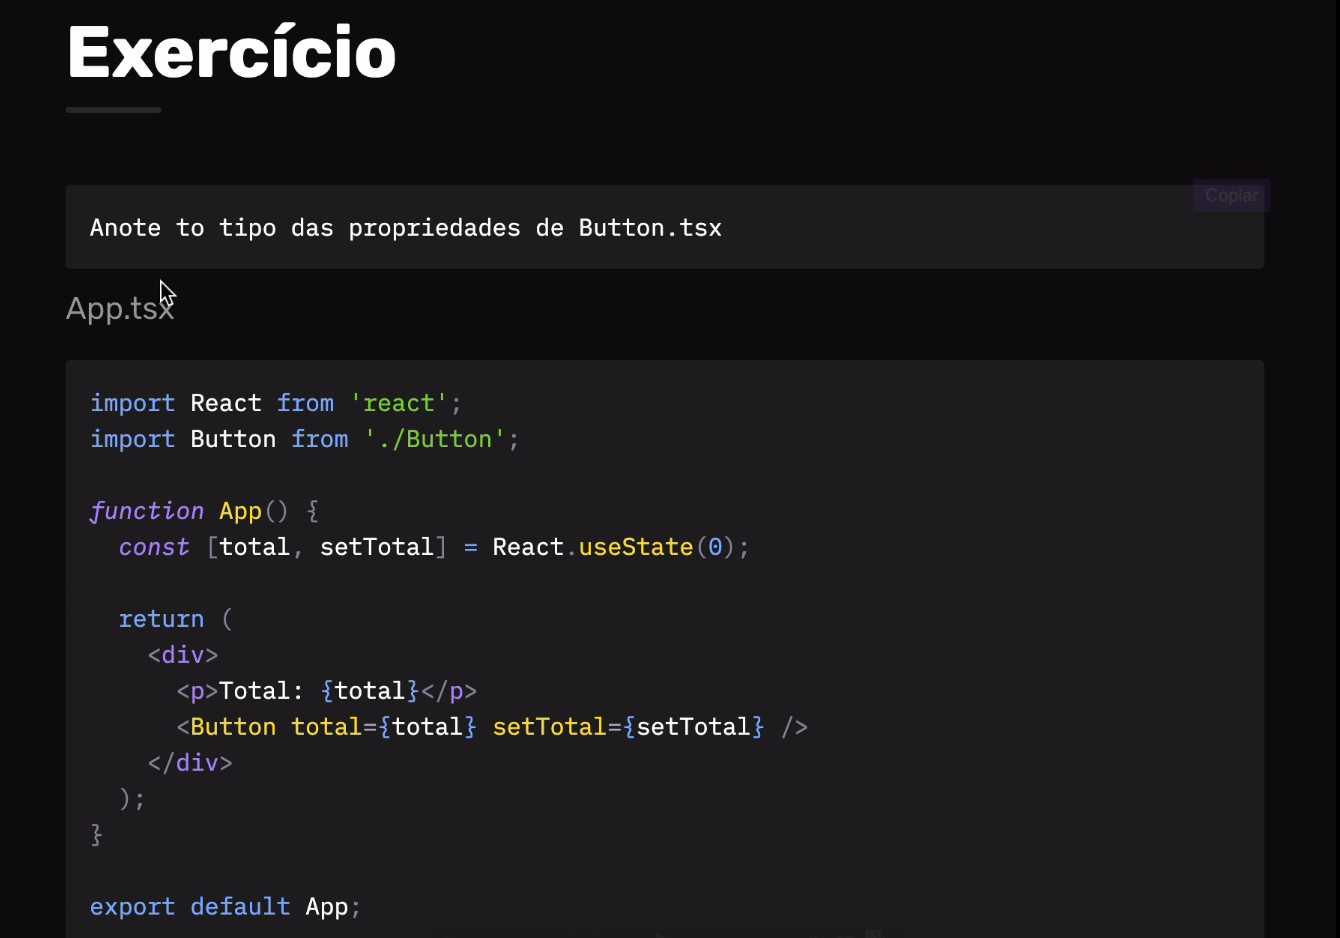 Exercício
Copiar
Anote to tipo das propriedades de Button.tsx
App.tsx
import React from 'react';
import Button from './Button';
function App() {
const [total, setTotal] = React.useState(0);
return (
<div>
<p>Total: {total}</p>
<Button total={total} setTotal={setTotal} />
</div>
);
}
export default App;